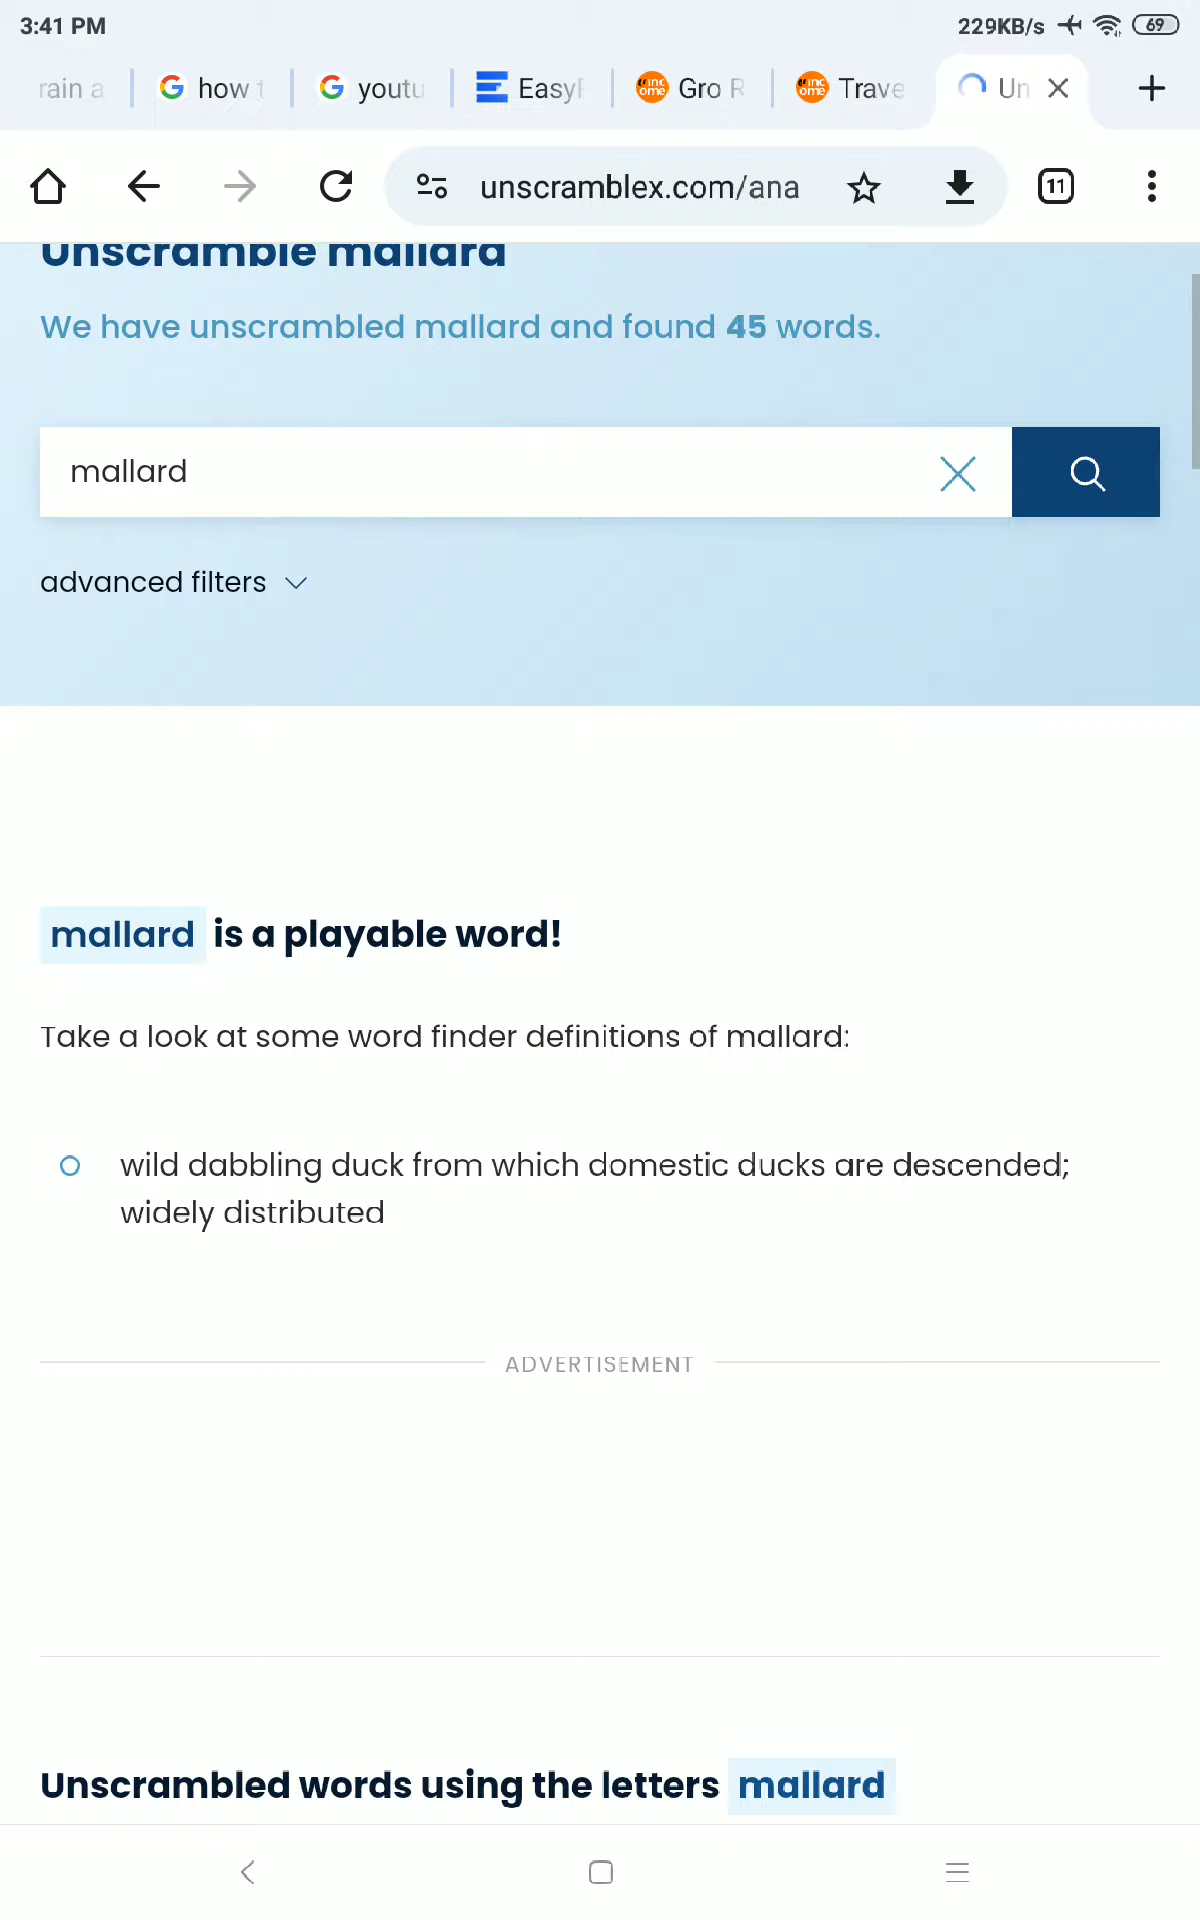 3:41 PM
229KB/s
69
rain a
how t
youtu
Easy
Gro R
Trave
Un
unscramblex.com/ana
11
Unscramble mallard
We have unscrambled mallard and found 45 words.
mallard
advanced filters
mallard is a playable word!
Take a look at some word finder definitions of mallard:
wild dabbling duck from which domestic ducks are descended;
widely distributed
ADVERTISEMENT
Unscrambled words using the letters mallard